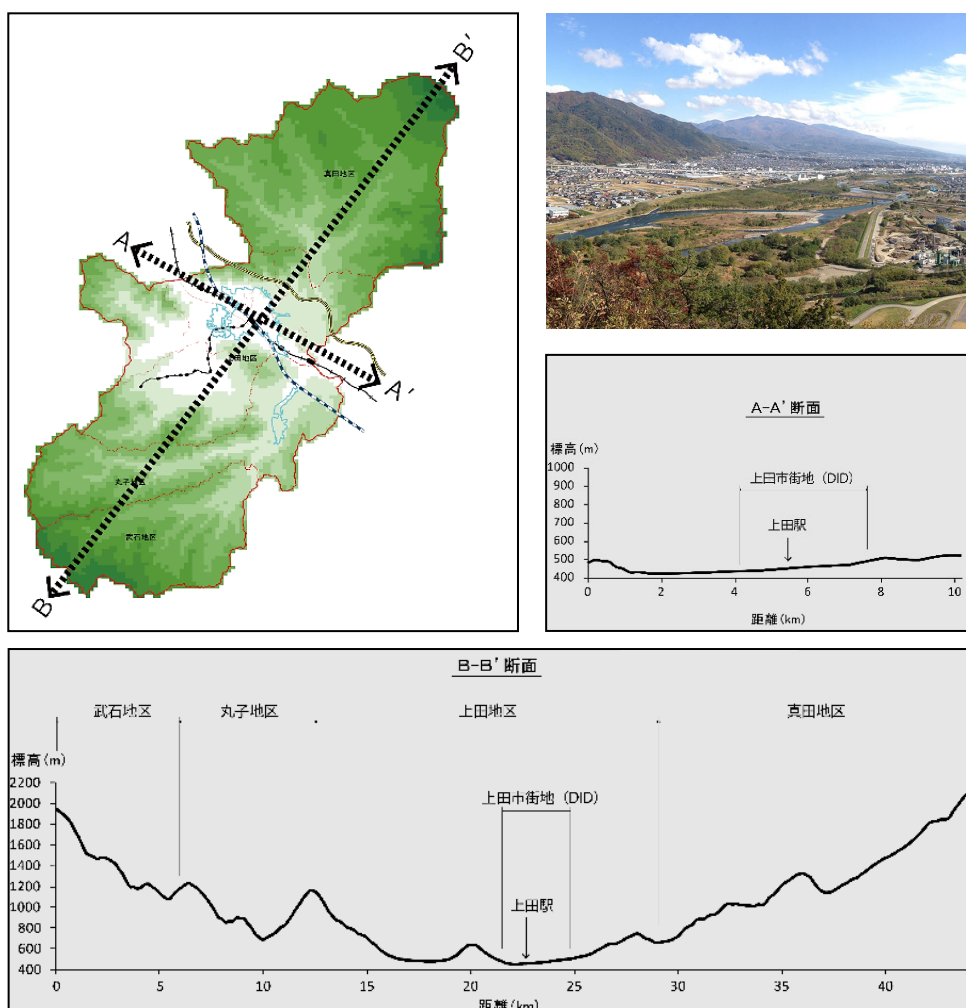 B'
真田地区
A
上田地区
A'
丸子地区
武石地区
B
A-A'断面
標高(m)
1000
900
800
700
600
500
400
上田市街地 (DID)
上田駅
0 2 4 6 8 10
距離(km)
B-B'断面
武石地区 丸子地区 上田地区 真田地区
標高(m)
2200
2000
1800
1600
1400
1200
1000
800
600
400
上田市街地 (DID)
上田駅
0 5 10 15 20 25 30 35 40
距離(km)